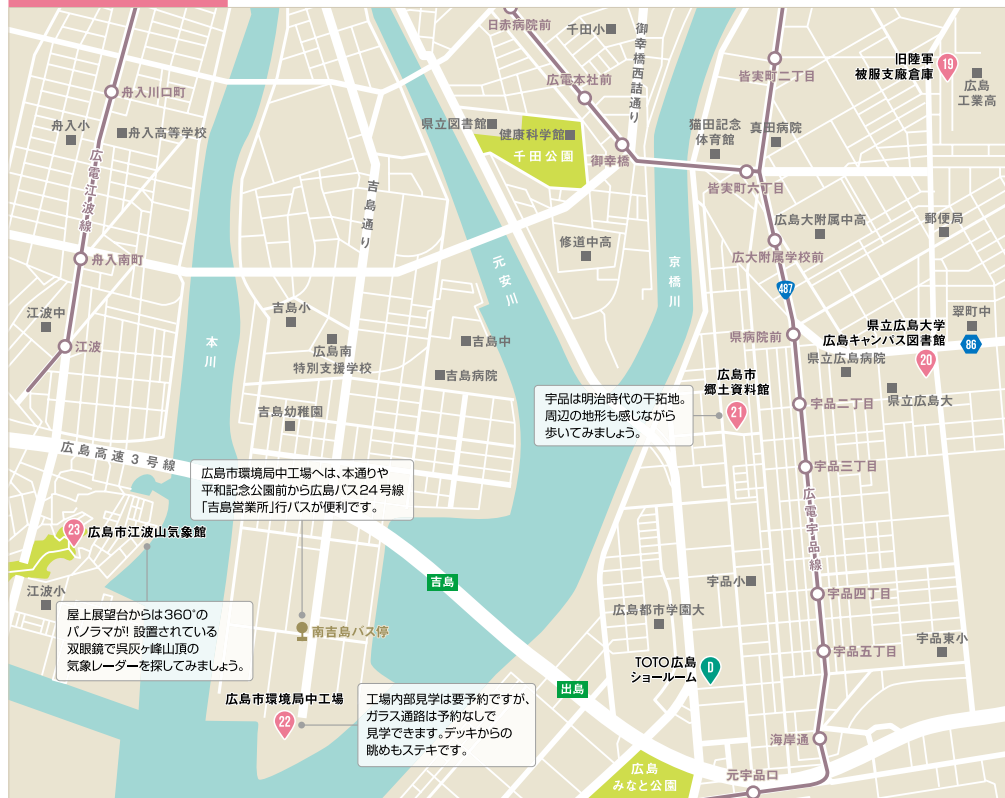 日赤病院前
千田小
御幸橋西詰通り
皆実町二丁目
旧陸軍
被服支廠倉庫
19
広島
工業高
舟入川口町
広電本社前
舟入小
舟入高等学校
県立図書館
健康科学館
千田公園
猫田記念
体育館
真田病院
御幸橋
皆実町六丁目
広電江波線
吉島通り
広島大附属中高
郵便局
修道中高
広大附属学校前
舟入南町
元安川
京橋川
487
江波中
吉島小
翠町中
県立広島大学
広島キャンパス図書館
20
86
本川
広島南
特別支援学校
吉島中
県病院前
県立広島病院
江波
吉島病院
広島市
郷土資料館
21
県立広島大
宇品は明治時代の干拓地。
周辺の地形も感じながら
歩いてみましょう。
宇品二丁目
吉島幼稚園
広島高速3号線
宇品三丁目
広島市環境局中工場へは、本通りや
平和記念公園前から広島バス24号線
「吉島営業所」行バスが便利です。
広電宇品線
23
広島市江波山気象館
吉島
江波小
宇品小
宇品四丁目
屋上展望台からは360°の
パノラマが! 設置されている
双眼鏡で呉灰ヶ峰山頂の
気象レーダーを探してみましょう。
南吉島バス停
広島都市学園大
宇品東小
宇品五丁目
TOTO広島
ショールーム
D
出島
広島市環境局中工場
22
工場内部見学は要予約ですが、
ガラス通路は予約なしで
見学できます。デッキからの
眺めもステキです。
海岸通
広島
みなと公園
元宇品口